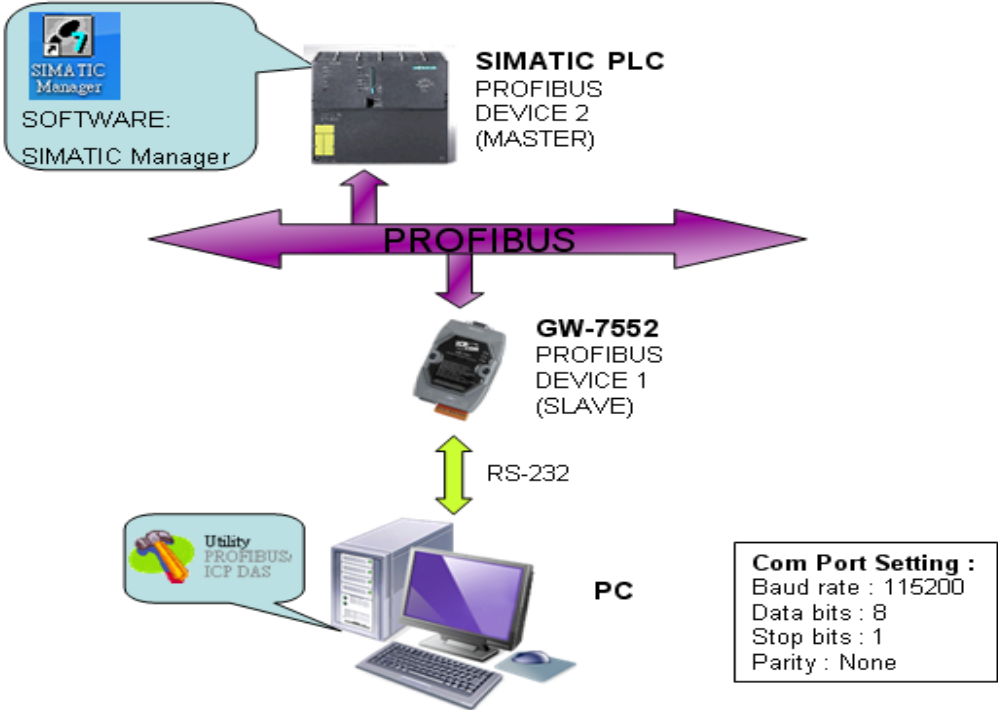 7
SIMATIC
Manager
SOFTWARE:
SIMATIC Manager
SIEMENS
SIMATIC PLC
PROFIBUS
DEVICE 2
(MASTER)
PROFIBUS
GW-7552
PROFIBUS
DEVICE 1
(SLAVE)
RS-232
Utility
PROFIBUS/
ICP DAS
PC
Com Port Setting :
Baud rate : 115200
Data bits : 8
Stop bits : 1
Parity : None